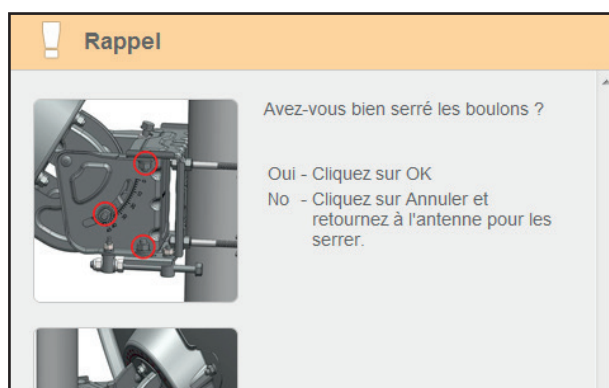 Rappel
Avez-vous bien serré les boulons ?
Oui - Cliquez sur OK
No - Cliquez sur Annuler et
retournez à l'antenne pour les
serrer.